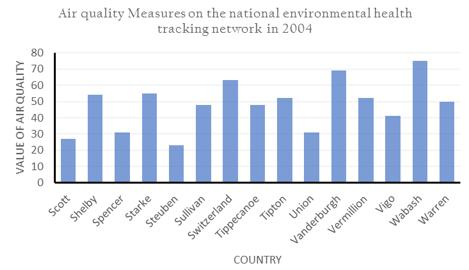 Air quality Measures on the national environmental health
tracking network in 2004
VALUE OF AIR QUALITY
80
70
60
50
40
30
20
10
0
Scott
Shelby
Spencer
Starke
Steuben
Sullivan
Switzerland
Tippecanoe
Tipton
Union
Vanderburgh
Vermillion
Vigo
Wabash
Warren
COUNTRY